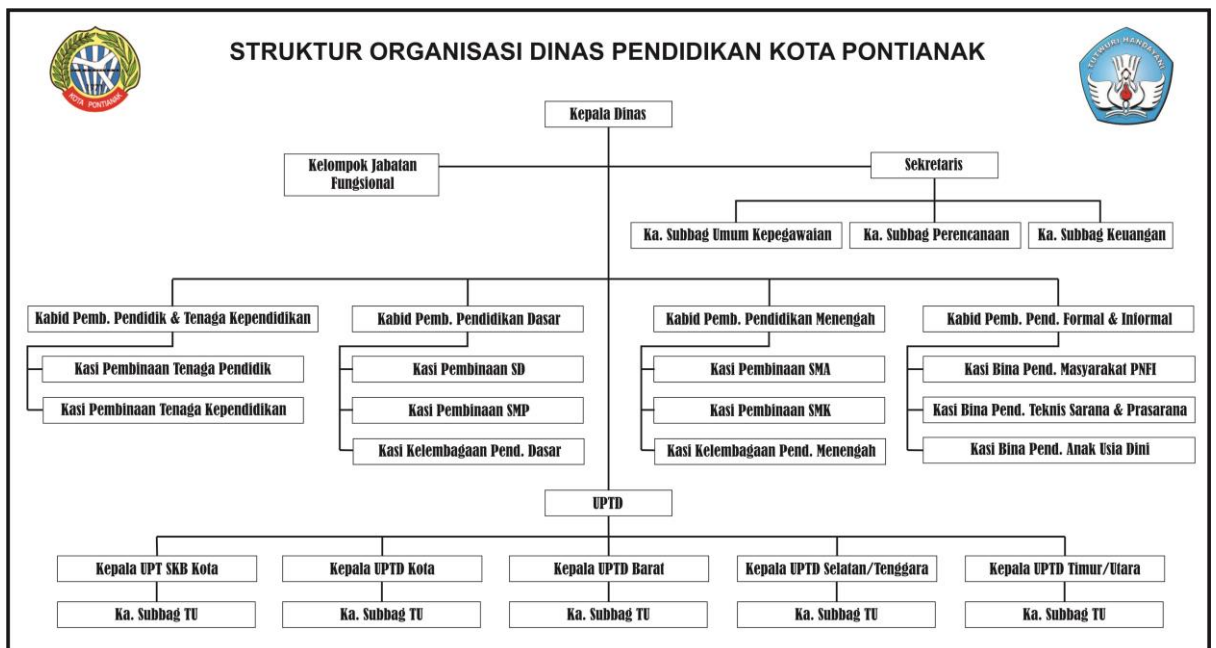 STRUKTUR ORGANISASI DINAS PENDIDIKAN KOTA PONTIANAK
KOTA PONTIANAK
TUT WURI HANDAYANI
Kepala Dinas
Kelompok Jabatan
Fungsional
Sekretaris
Ka. Subbag Umum Kepegawaian
Ka. Subbag Perencanaan
Ka. Subbag Keuangan
Kabid Pemb. Pendidik & Tenaga Kependidikan
Kabid Pemb. Pendidikan Dasar
Kabid Pemb. Pendidikan Menengah
Kabid Pemb. Pend. Formal & Informal
Kasi Pembinaan Tenaga Pendidik
Kasi Pembinaan SD
Kasi Pembinaan SMA
Kasi Bina Pend. Masyarakat PNFI
Kasi Pembinaan Tenaga Kependidikan
Kasi Pembinaan SMP
Kasi Pembinaan SMK
Kasi Bina Pend. Teknis Sarana & Prasarana
Kasi Kelembagaan Pend. Dasar
Kasi Kelembagaan Pend. Menengah
Kasi Bina Pend. Anak Usia Dini
UPTD
Kepala UPT SKB Kota
Kepala UPTD Kota
Kepala UPTD Barat
Kepala UPTD Selatan/Tenggara
Kepala UPTD Timur/Utara
Ka. Subbag TU
Ka. Subbag TU
Ka. Subbag TU
Ka. Subbag TU
Ka. Subbag TU